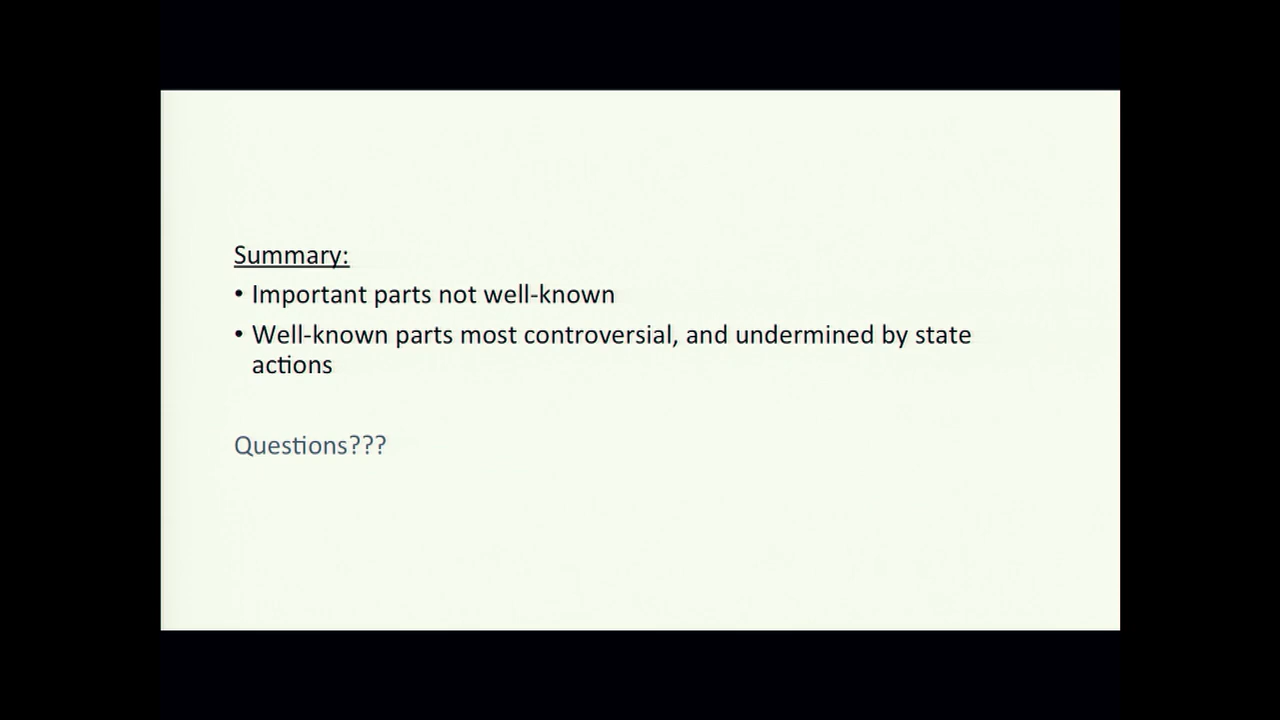 Summary:
• Important parts not well-known
• Well-known parts most controversial, and undermined by state
actions
Questions???